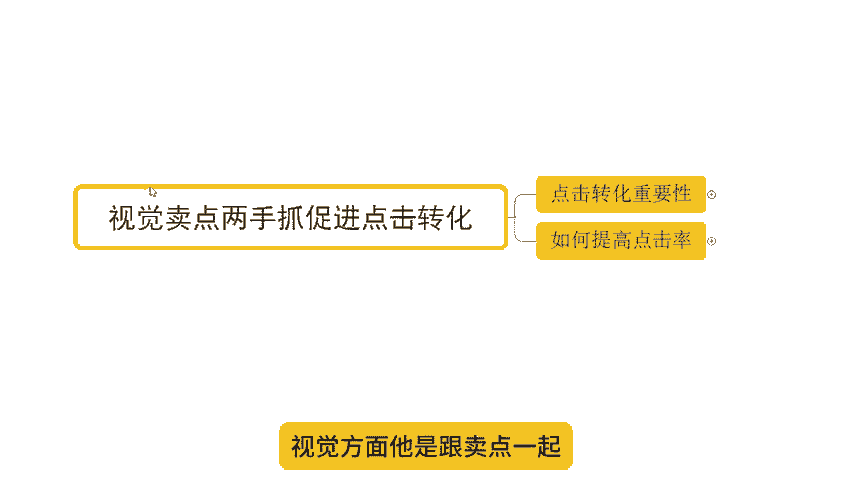 视觉卖点两手抓促进点击转化
点击转化重要性
如何提高点击率
视觉方面他是跟卖点一起